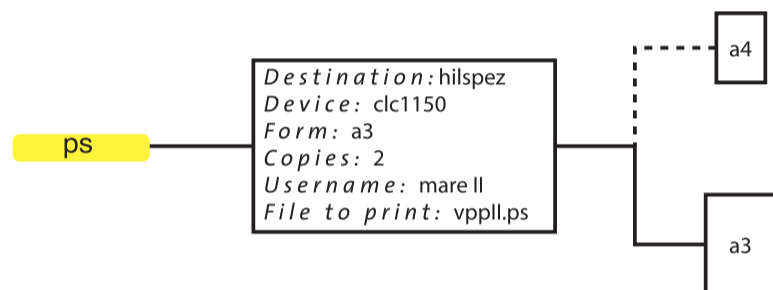 ps
Destination: hilspez
Device: clc1150
Form: a3
Copies: 2
Username: mare ll
File to print: vppll.ps
a4
a3